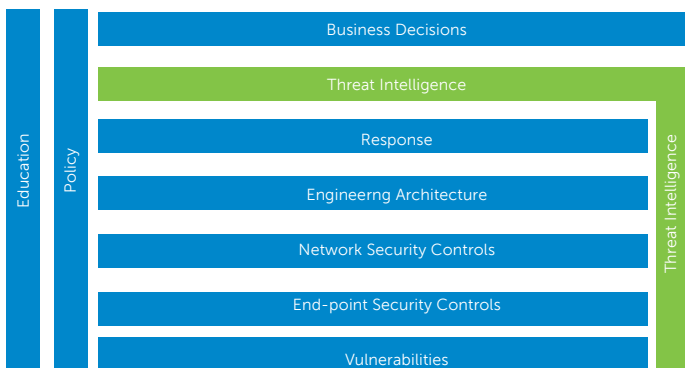 Education
Policy
Business Decisions
Threat Intelligence
Response
Engineerng Architecture
Network Security Controls
End-point Security Controls
Vulnerabilities
Threat Intelligence